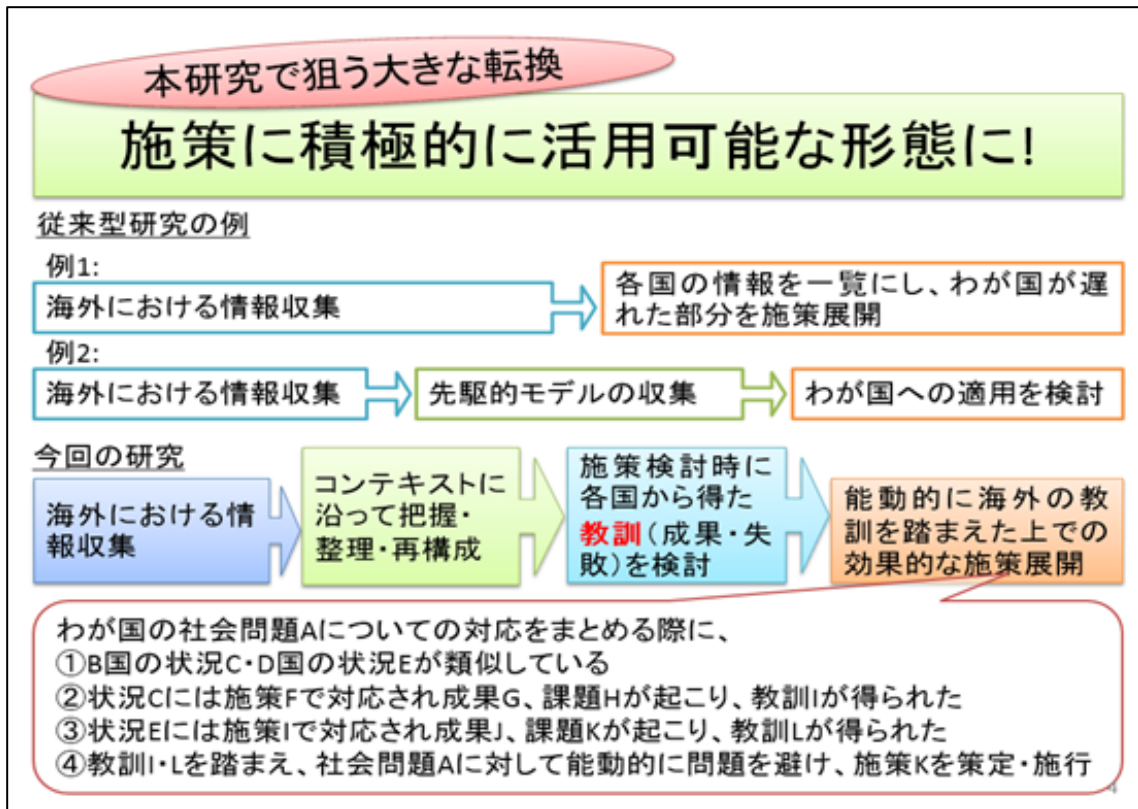 本研究で狙う大きな転換
施策に積極的に活用可能な形態に!
従来型研究の例
例1:
海外における情報収集
各国の情報を一覧にし、わが国が遅
れた部分を施策展開
例2:
海外における情報収集
先駆的モデルの収集
わが国への適用を検討
今回の研究
海外における情
報収集
コンテキストに
沿って把握・
整理・再構成
施策検討時に
各国から得た
教訓(成果・失
敗)を検討
能動的に海外の教
訓を踏まえた上での
効果的な施策展開
わが国の社会問題Aについての対応をまとめる際に、
①B国の状況C・D国の状況Eが類似している
②状況Cには施策Fで対応され成果G、課題Hが起こり、教訓Iが得られた
③状況Eには施策Iで対応され成果J、課題Kが起こり、教訓Lが得られた
④教訓I・Lを踏まえ、社会問題Aに対して能動的に問題を避け、施策Kを策定・施行
4